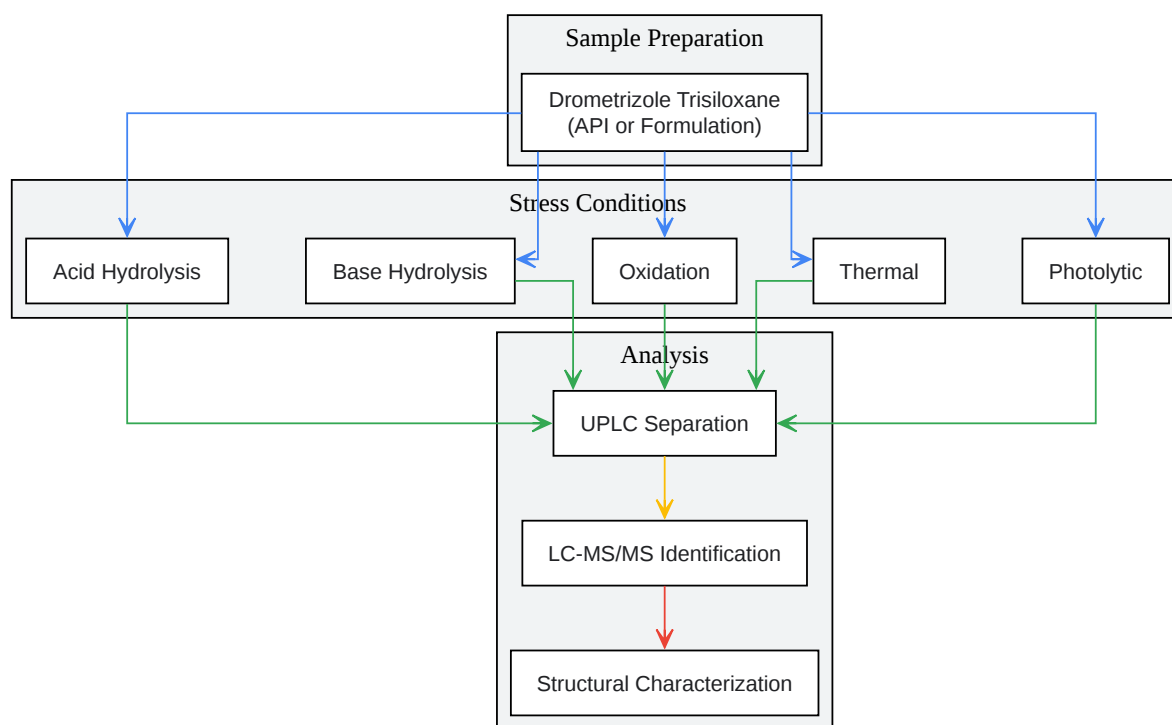 Sample Preparation
Drometrizole Trisiloxane
(API or Formulation)
Stress Conditions
Acid Hydrolysis
Base Hydrolysis
Oxidation
Thermal
Photolytic
Analysis
UPLC Separation
LC-MS/MS Identification
Structural Characterization